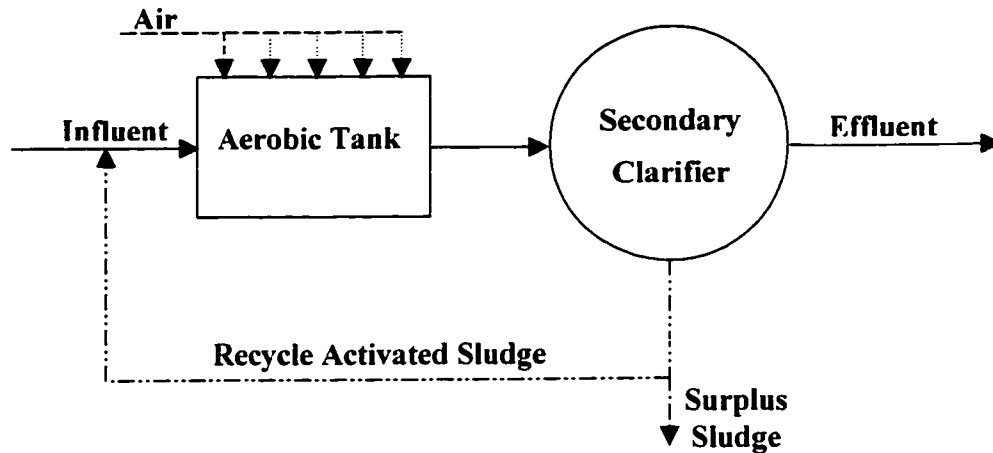 Air
Influent
Aerobic Tank
Secondary
Clarifier
Effluent
Recycle Activated Sludge
Surplus
Sludge